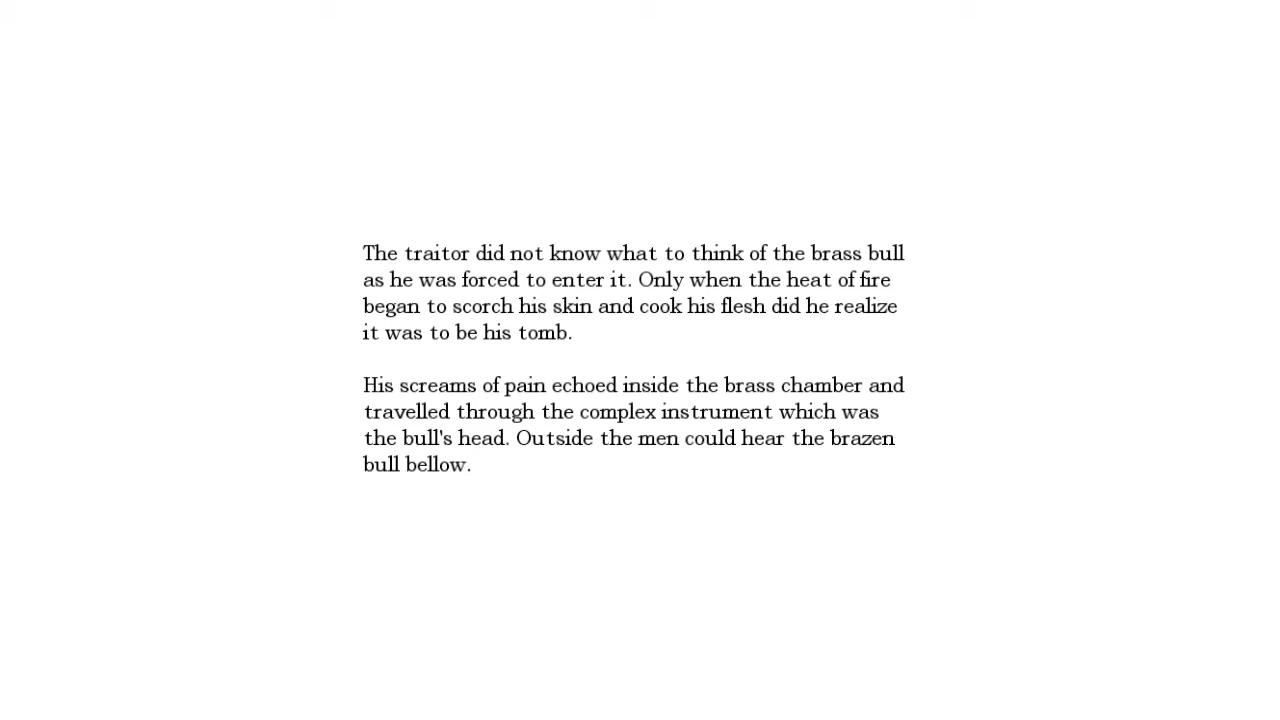 The traitor did not know what to think of the brass bull
as he was forced to enter it. Only when the heat of fire
began to scorch his skin and cook his flesh did he realize
it was to be his tomb.
His screams of pain echoed inside the brass chamber and
travelled through the complex instrument which was
the bull's head. Outside the men could hear the brazen
bull bellow.